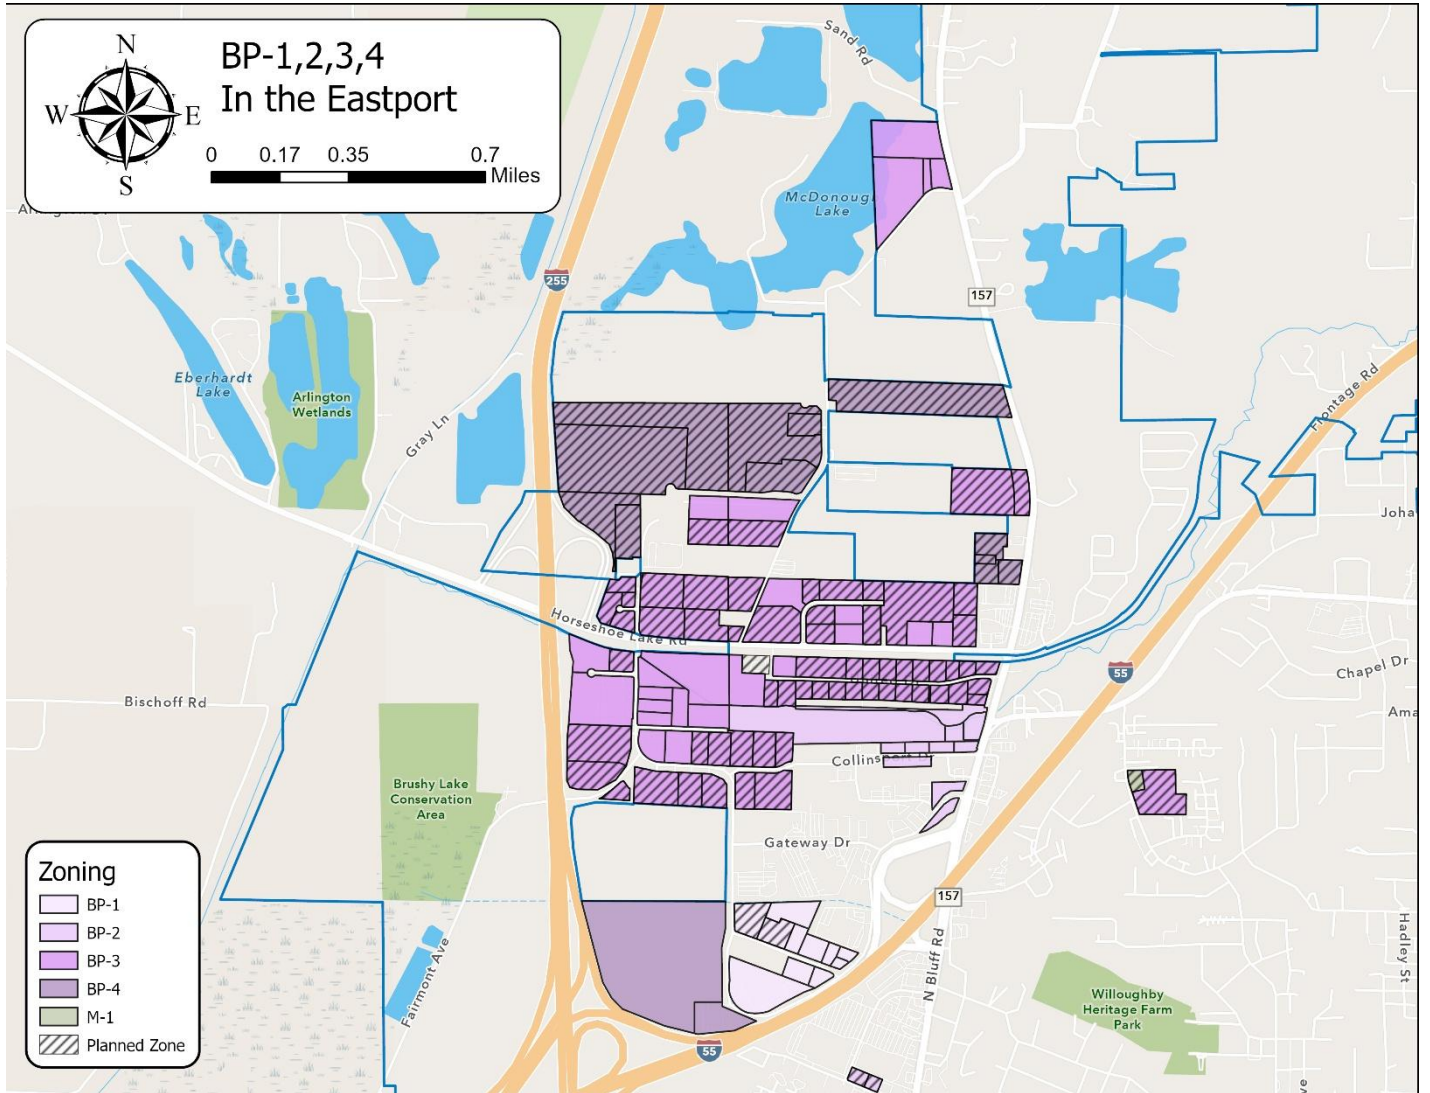 BP-1,2,3,4
In the Eastport
N
W
E
S
0 0.17 0.35 0.7
Miles
Sand Rd
McDonough
Lake
255
157
Eberhardt
Lake
Arlington
Wetlands
Gray Ln
Frontage Rd
Joha
Horseshoe Lake Rd
55
Chapel Dr
Bischoff Rd
Ama
Collinsport Dr
Brushy Lake
Conservation
Area
Gateway Dr
157
Fairmont Ave
N Bluff Rd
Hadley St
Willoughby
Heritage Farm
Park
55
ve
Zoning
BP-1
BP-2
BP-3
BP-4
M-1
Planned Zone